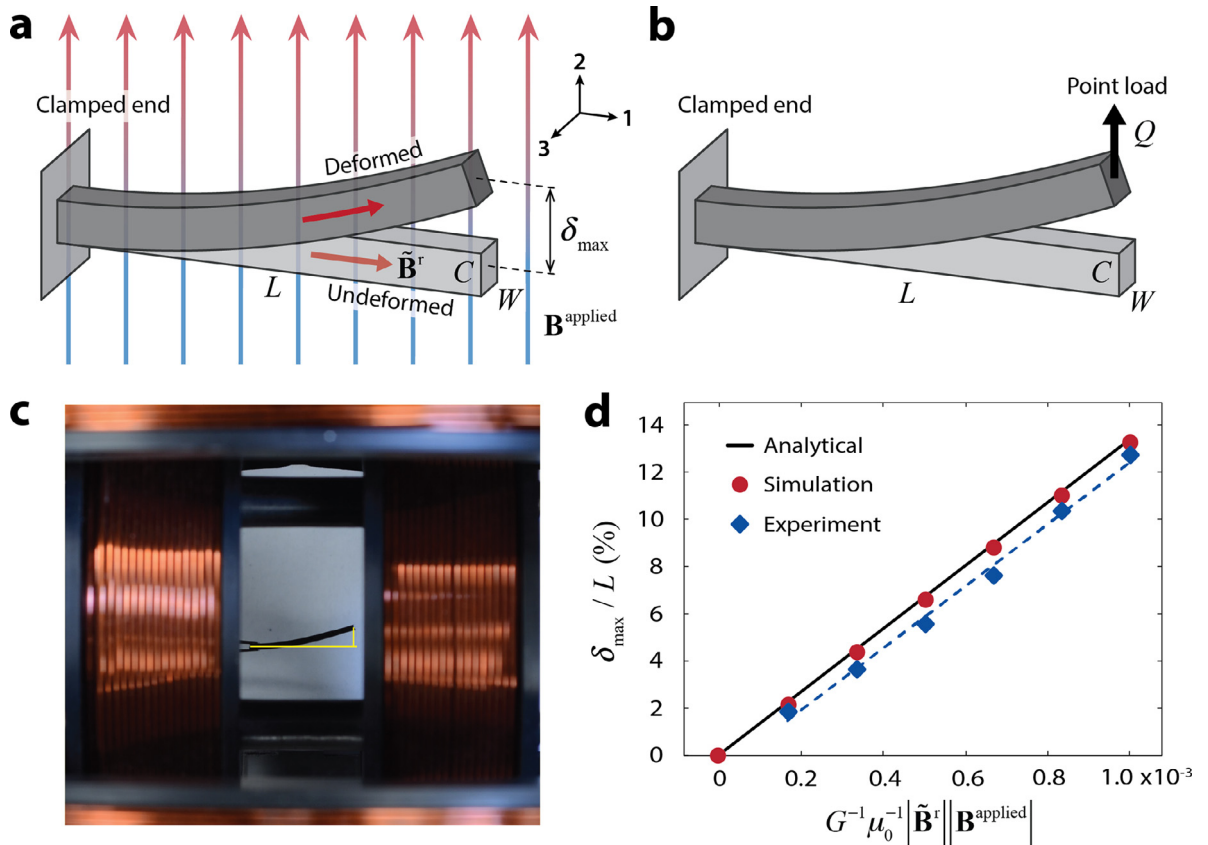 a
Clamped end
2
1
3
Deformed
δmax
B̃ʳ
C
L
Undeformed
W
B^applied
b
Clamped end
Point load
Q
C
L
W
c
d
14
12
10
8
6
4
2
0
δmax / L (%)
Analytical
Simulation
Experiment
0 0.2 0.4 0.6 0.8 1.0 x10⁻³
G⁻¹μ₀⁻¹|B̃ʳ||B^applied|